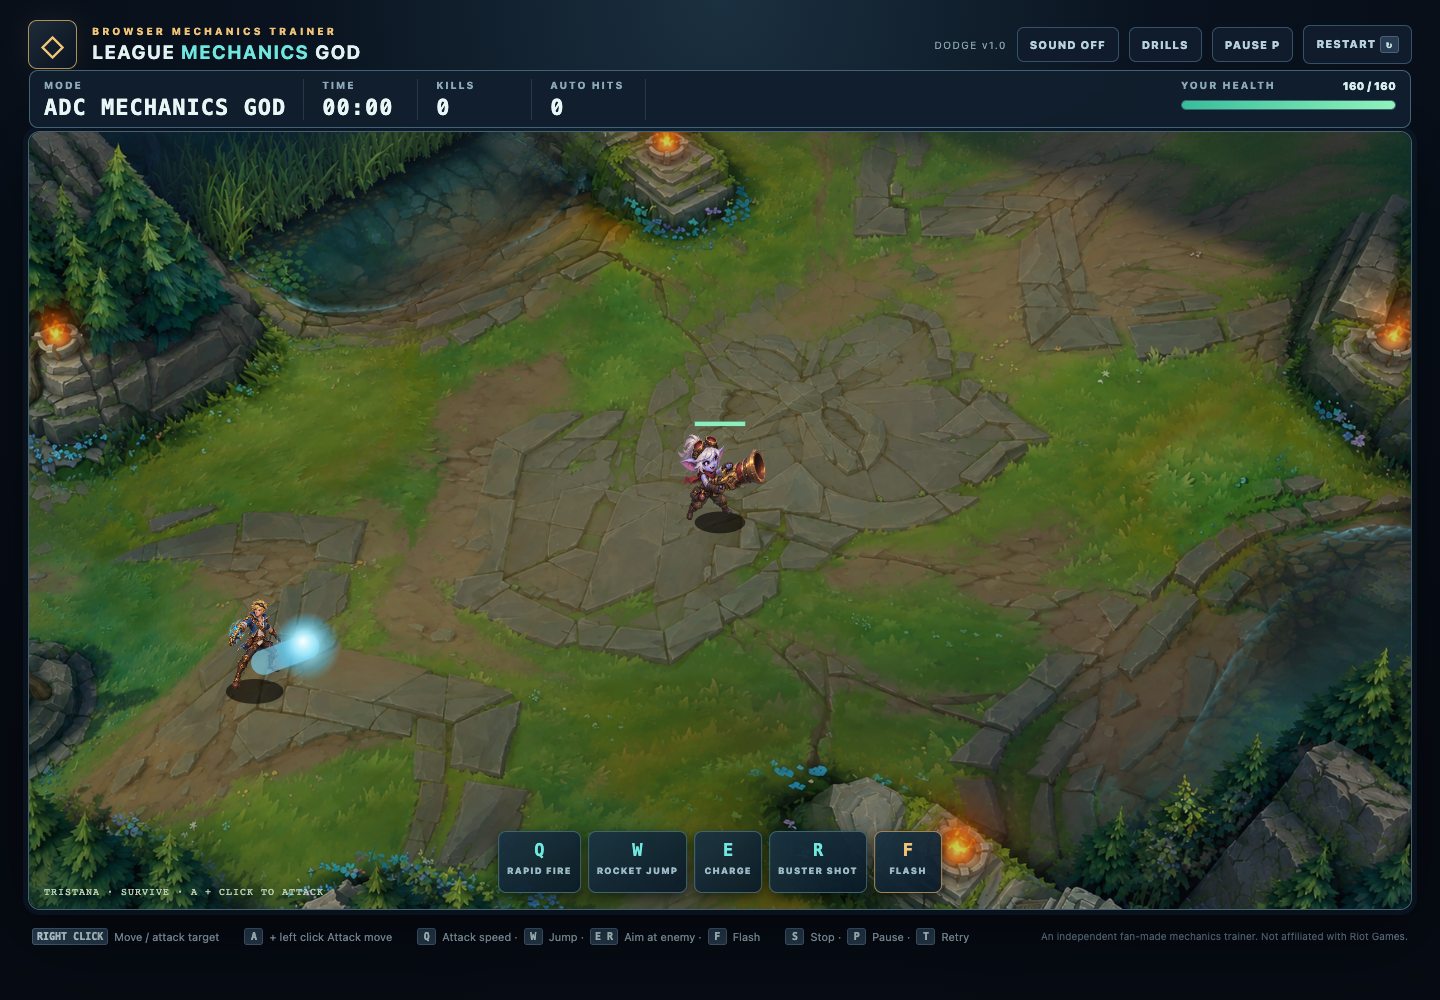 BROWSER MECHANICS TRAINER
LEAGUE MECHANICS GOD
DODGE v1.0
SOUND OFF
DRILLS
PAUSE P
RESTART ↻
MODE
ADC MECHANICS GOD
TIME
00:00
KILLS
0
AUTO HITS
0
YOUR HEALTH
160 / 160
Q
RAPID FIRE
W
ROCKET JUMP
E
CHARGE
R
BUSTER SHOT
F
FLASH
TRISTANA · SURVIVE · A + CLICK TO ATTACK
RIGHT CLICK Move / attack target
A + left click Attack move
Q Attack speed · W Jump · E R Aim at enemy · F Flash
S Stop · P Pause · T Retry
An independent fan-made mechanics trainer. Not affiliated with Riot Games.